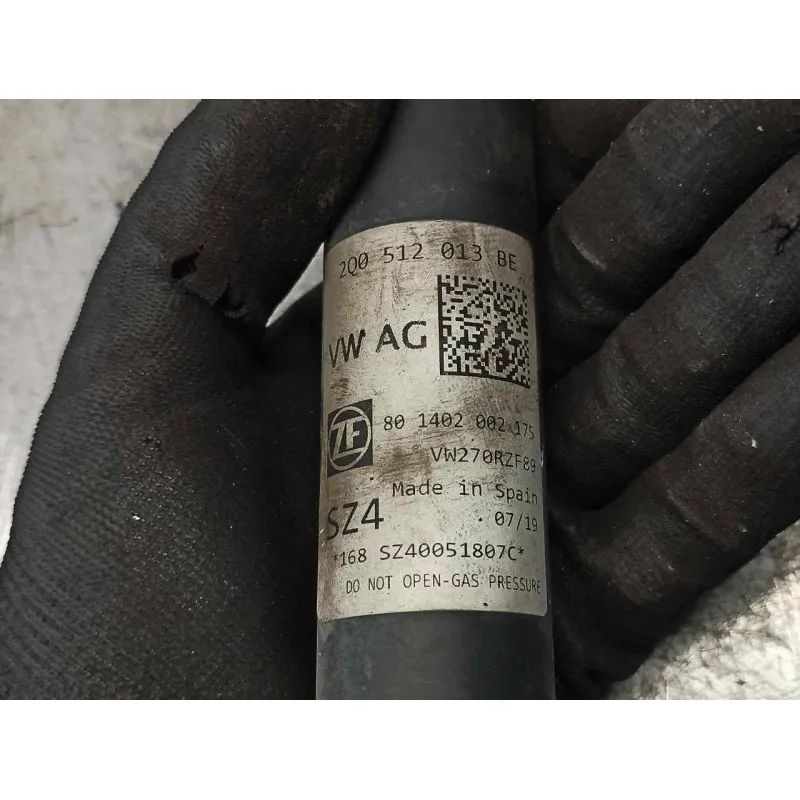 2Q0 512 013 BE
VW AG
ZF
80 1402 002 175
VW270RZF89
Made in Spain
SZ4
07/19
*168 SZ40051807C*
DO NOT OPEN-GAS PRESSURE